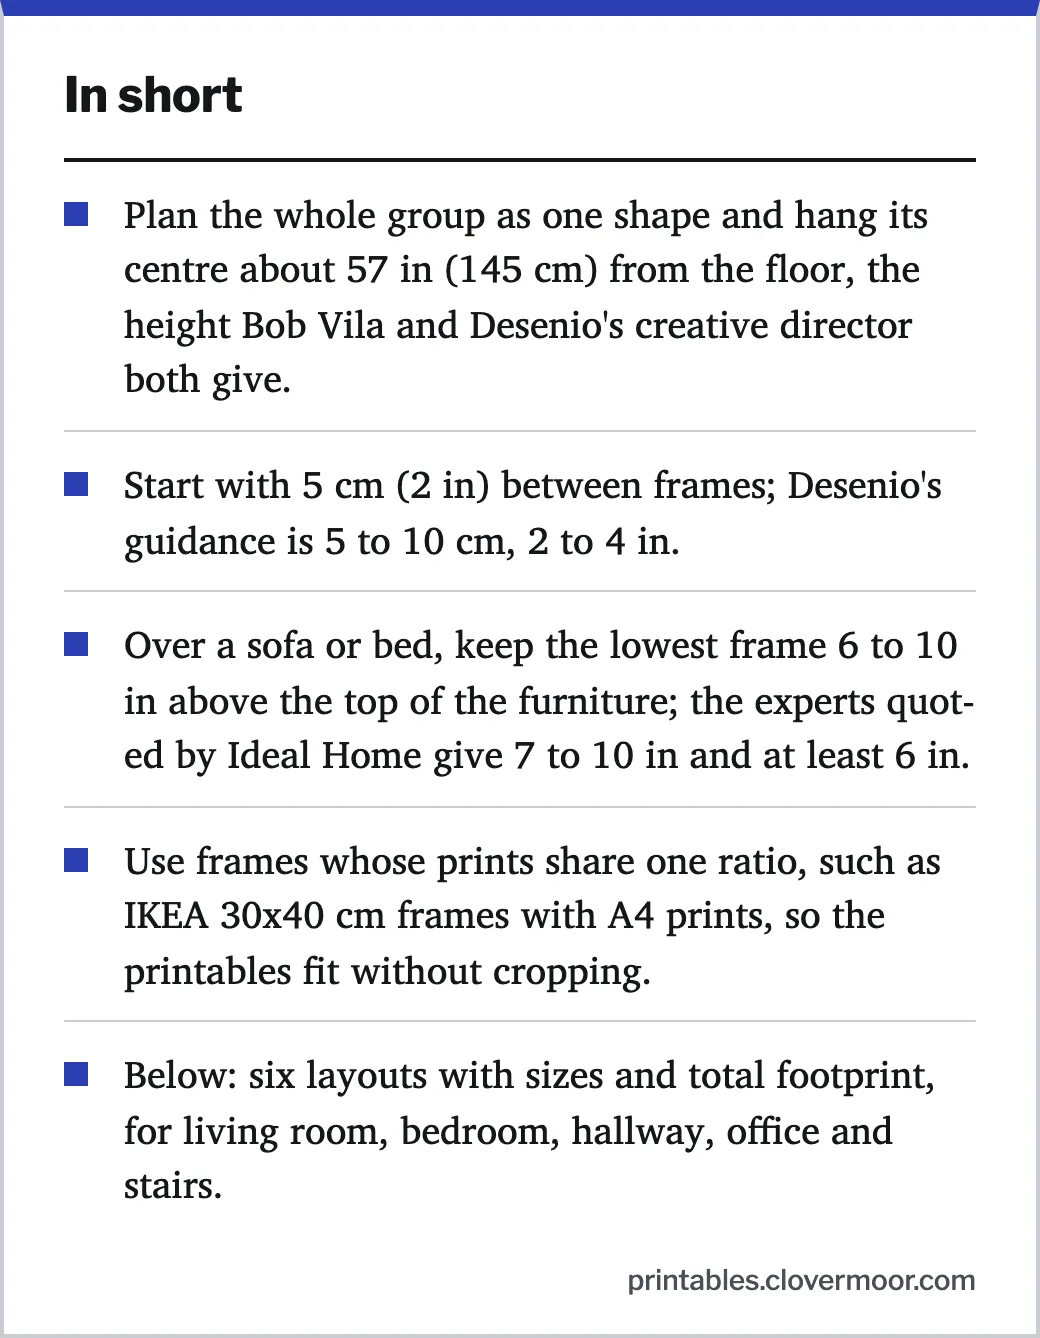 In short
Plan the whole group as one shape and hang its
centre about 57 in (145 cm) from the floor, the
height Bob Vila and Desenio's creative director
both give.
Start with 5 cm (2 in) between frames; Desenio's
guidance is 5 to 10 cm, 2 to 4 in.
Over a sofa or bed, keep the lowest frame 6 to 10
in above the top of the furniture; the experts quot-
ed by Ideal Home give 7 to 10 in and at least 6 in.
Use frames whose prints share one ratio, such as
IKEA 30x40 cm frames with A4 prints, so the
printables fit without cropping.
Below: six layouts with sizes and total footprint,
for living room, bedroom, hallway, office and
stairs.
printables.clovermoor.com